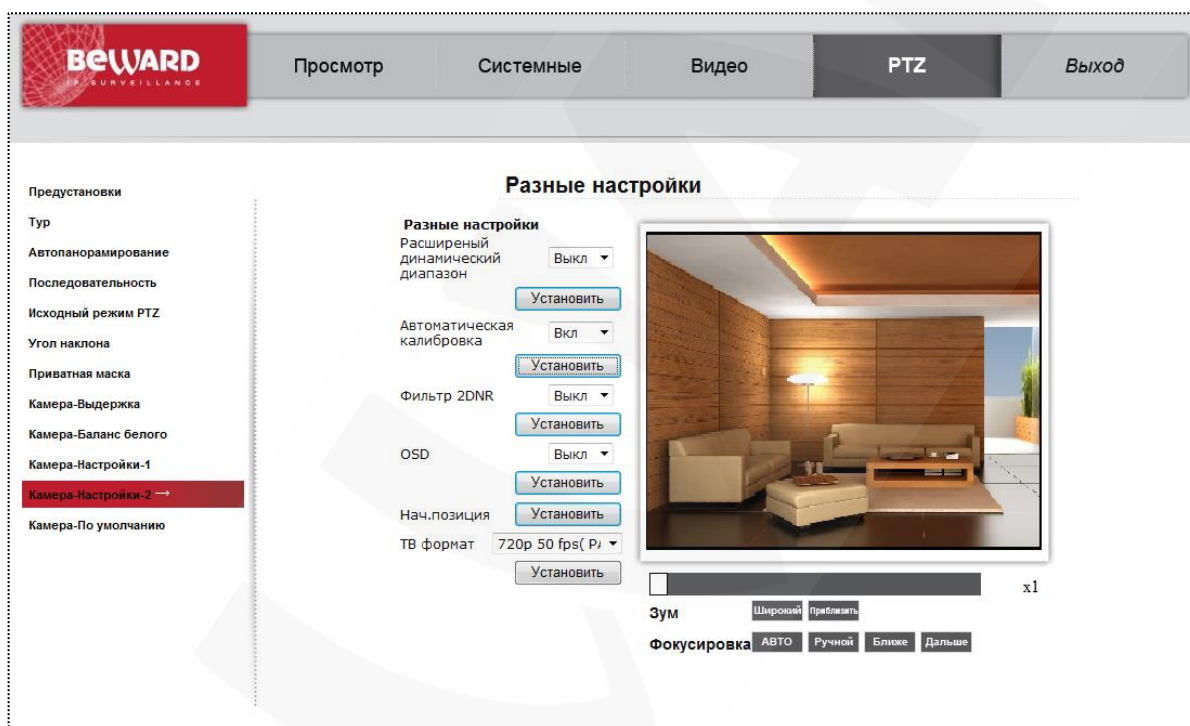 BEWARD
IP SURVEILLANCE
Просмотр
Системные
Видео
PTZ
Выход
Предустановки
Тур
Автопанорамирование
Последовательность
Исходный режим PTZ
Угол наклона
Приватная маска
Камера-Выдержка
Камера-Баланс белого
Камера-Настройки-1
Камера-Настройки-2 →
Камера-По умолчанию
Разные настройки
Разные настройки
Расширеный
динамический
диапазон
Выкл
Установить
Автоматическая
калибровка
Вкл
Установить
Фильтр 2DNR
Выкл
Установить
OSD
Выкл
Установить
Нач.позиция
Установить
ТВ формат
720p 50 fps( PA
Установить
x1
Зум
Широкий
Приблизить
Фокусировка
АВТО
Ручной
Ближе
Дальше